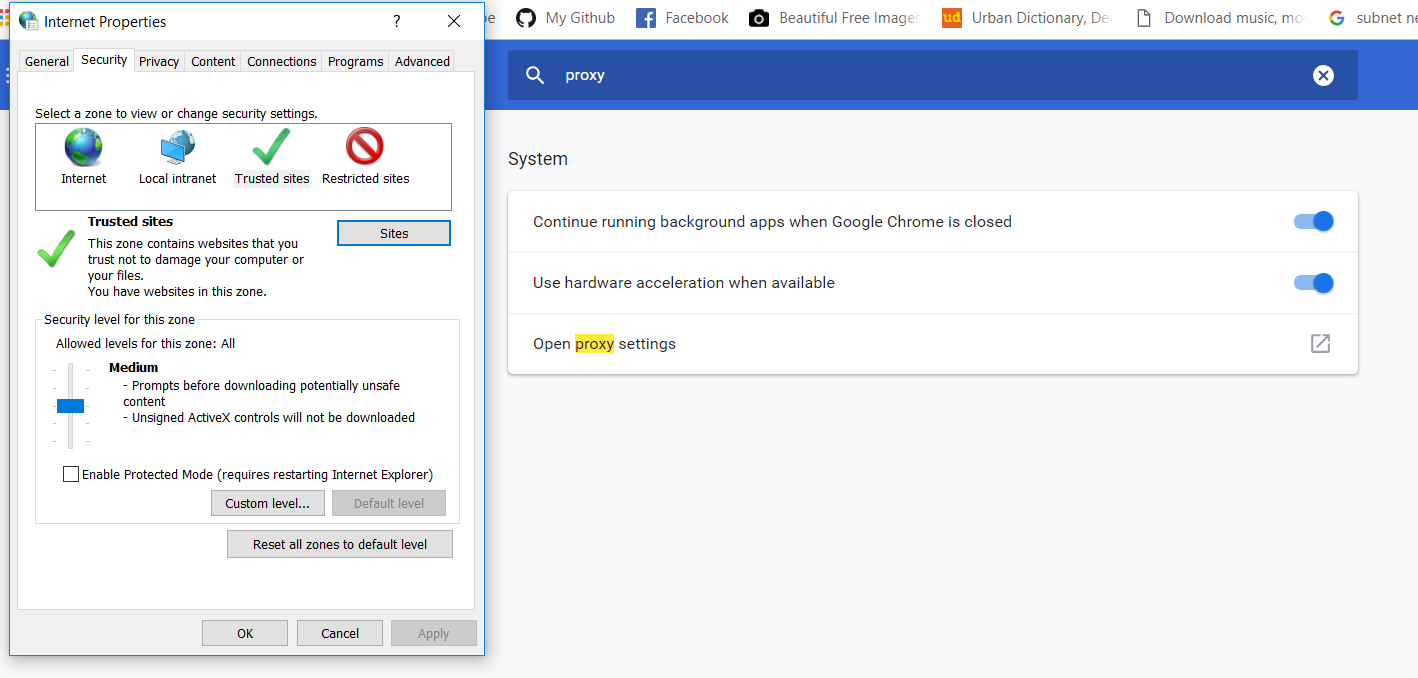 Internet Properties
?
General Security Privacy Content Connections Programs Advanced
Select a zone to view or change security settings.
Internet Local intranet Trusted sites Restricted sites
Trusted sites
Sites
This zone contains websites that you
trust not to damage your computer or
your files.
You have websites in this zone.
Security level for this zone
Allowed levels for this zone: All
Medium
- Prompts before downloading potentially unsafe
content
- Unsigned ActiveX controls will not be downloaded
Enable Protected Mode (requires restarting Internet Explorer)
Custom level... Default level
Reset all zones to default level
OK Cancel Apply
My Github Facebook Beautiful Free Images ud Urban Dictionary, Download music, subnet
proxy
System
Continue running background apps when Google Chrome is closed
Use hardware acceleration when available
Open proxy settings